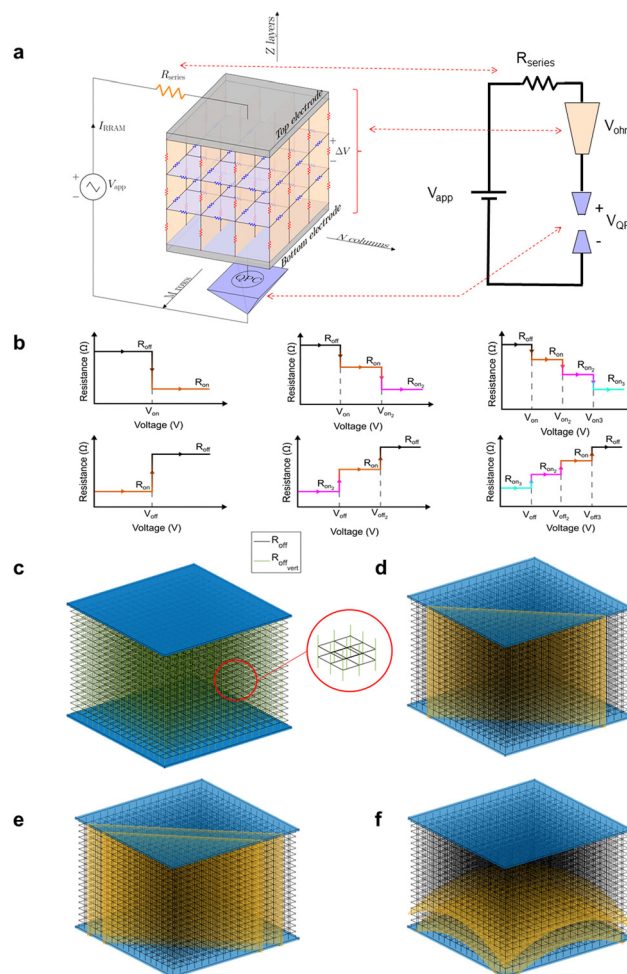 a
Z layers
R_series
R_series
Top electrode
I_RRAM
+
ΔV
−
V_ohm
+
V_app
−
V_app
+
V_QP
-
Bottom electrode
N columns
QPC
M rows
b
R_off
R_on
Resistance (Ω)
V_on
Voltage (V)
R_off
R_on
R_on2
Resistance (Ω)
V_on V_on2
Voltage (V)
R_off
R_on
R_on2
R_on3
Resistance (Ω)
V_on V_on2 V_on3
Voltage (V)
R_off
R_on
Resistance (Ω)
V_off
Voltage (V)
R_off
R_on
R_on2
Resistance (Ω)
V_off V_off2
Voltage (V)
R_off
R_on
R_on2
R_on3
Resistance (Ω)
V_off V_off2 V_off3
Voltage (V)
R_off
R_off_vert
c
d
e
f